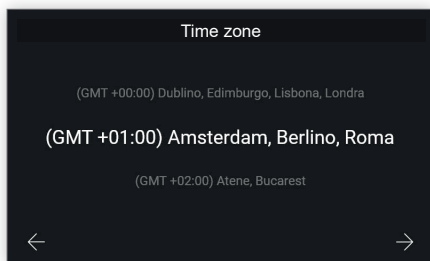 Time zone
(GMT +00:00) Dublino, Edimburgo, Lisbona, Londra
(GMT +01:00) Amsterdam, Berlino, Roma
(GMT +02:00) Atene, Bucarest